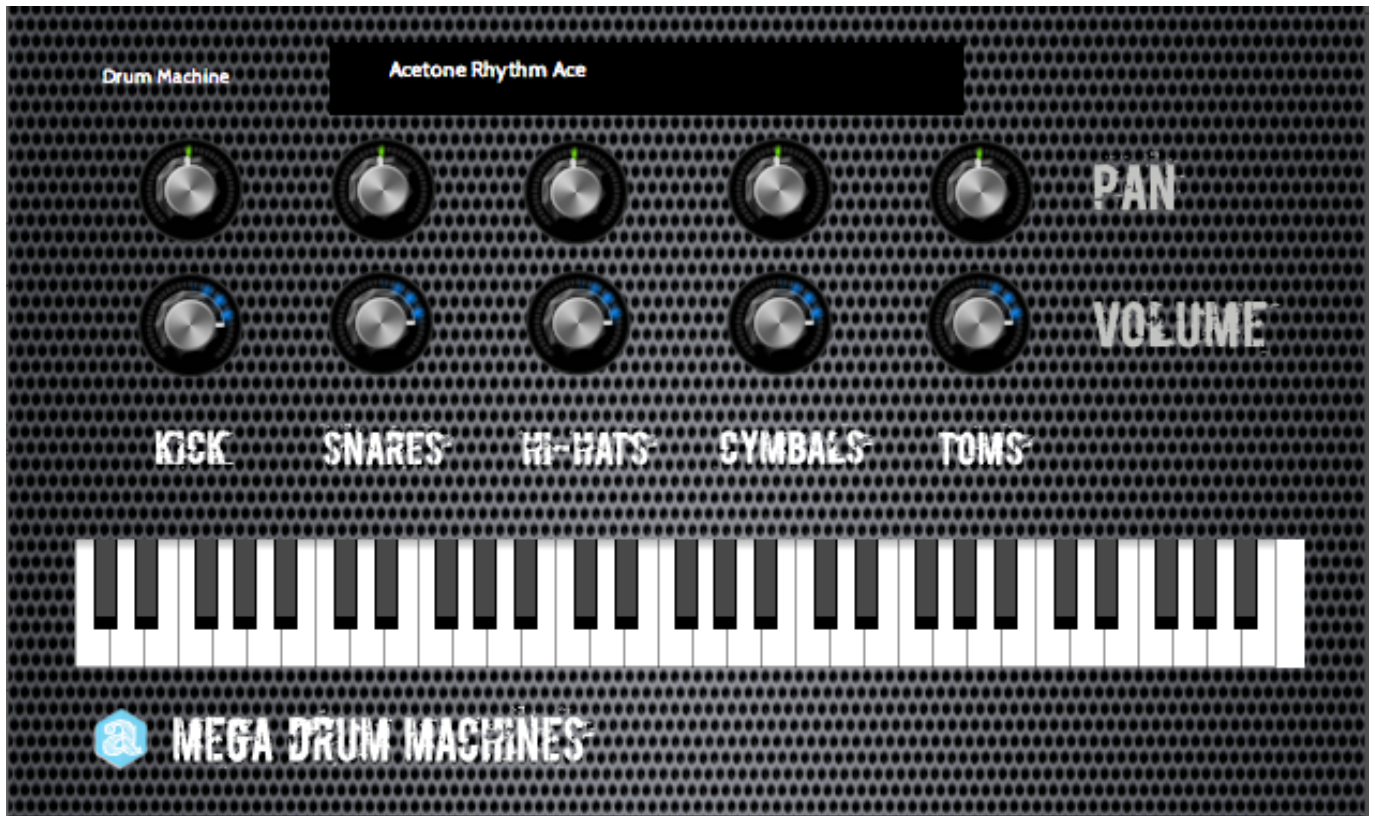 Drum Machine
Acetone Rhythm Ace
PAN
VOLUME
KICK SNARES HI-HATS CYMBALS TOMS
a MEGA DRUM MACHINES